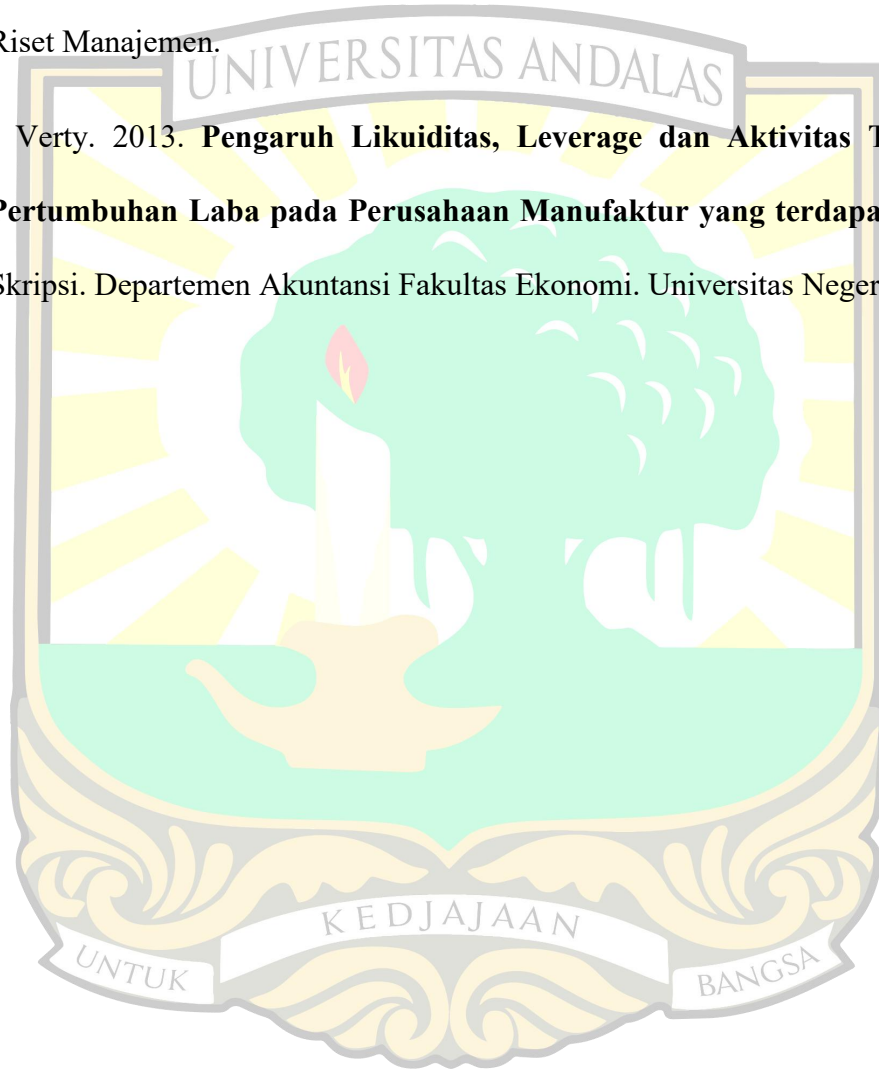 Riset Manajemen.
UNIVERSITAS ANDALAS
Verty. 2013. Pengaruh Likuiditas, Leverage dan Aktivitas T
Pertumbuhan Laba pada Perusahaan Manufaktur yang terdapa
Skripsi. Departemen Akuntansi Fakultas Ekonomi. Universitas Neger
UNTUK
KEDJAJAAN
BANGSA